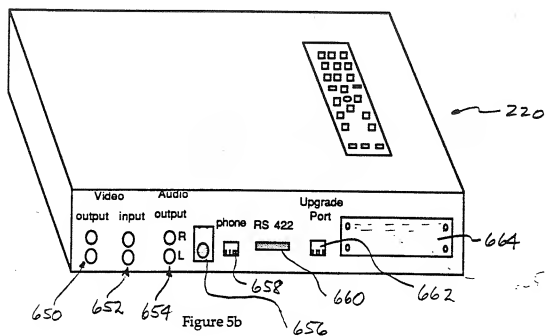 220
Video Audio Upgrade
output input output phone RS 422 Port
R
L
664
650 652 654 656 658 660 662
Figure 5b